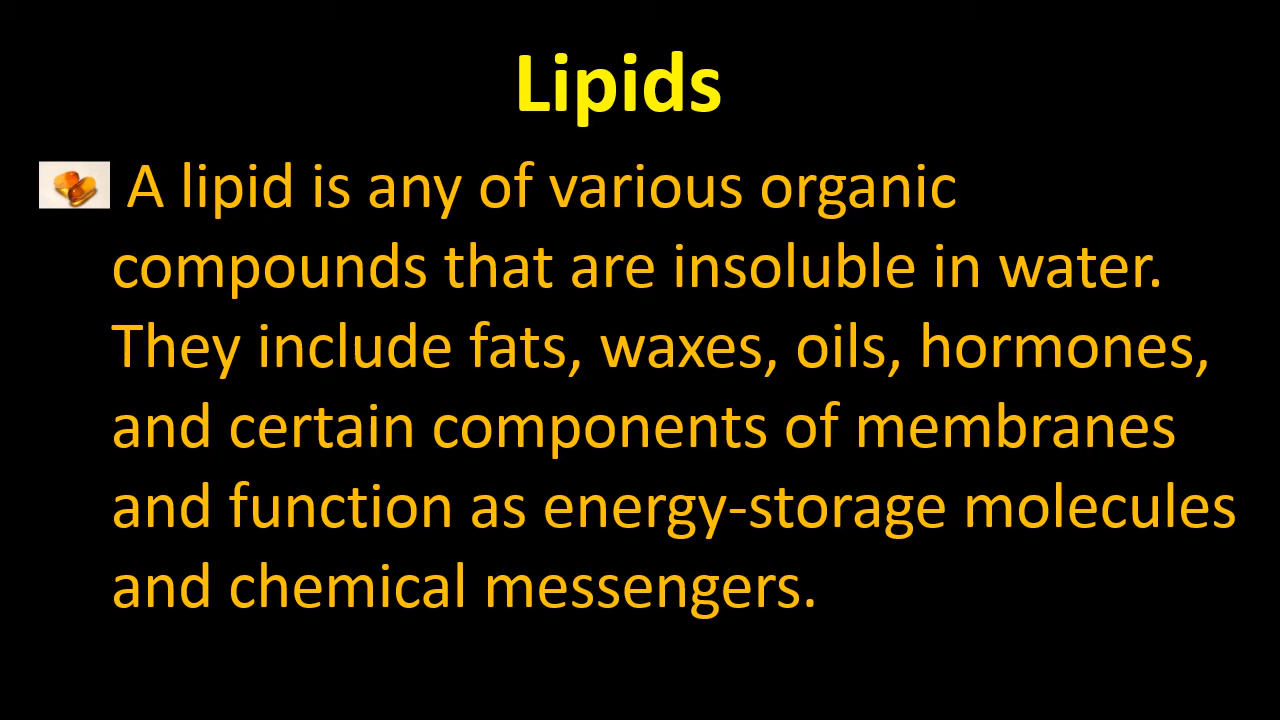 Lipids
A lipid is any of various organic
compounds that are insoluble in water.
They include fats, waxes, oils, hormones,
and certain components of membranes
and function as energy-storage molecules
and chemical messengers.